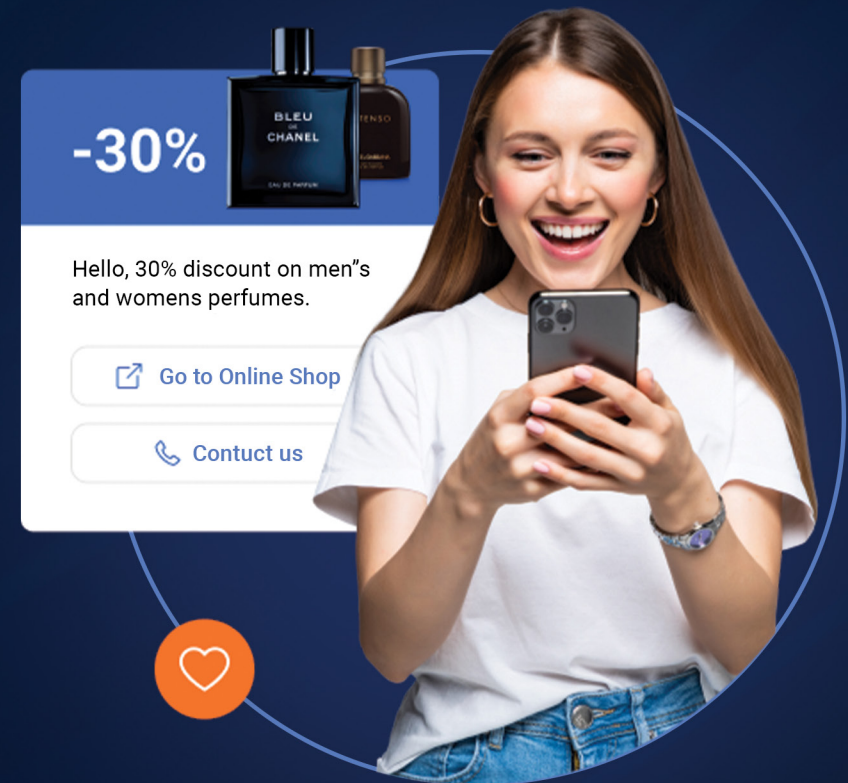 -30%
BLEU
DE
CHANEL
EAU DE PARFUM
TENSO
Hello, 30% discount on men”s
and womens perfumes.
Go to Online Shop
Contuct us